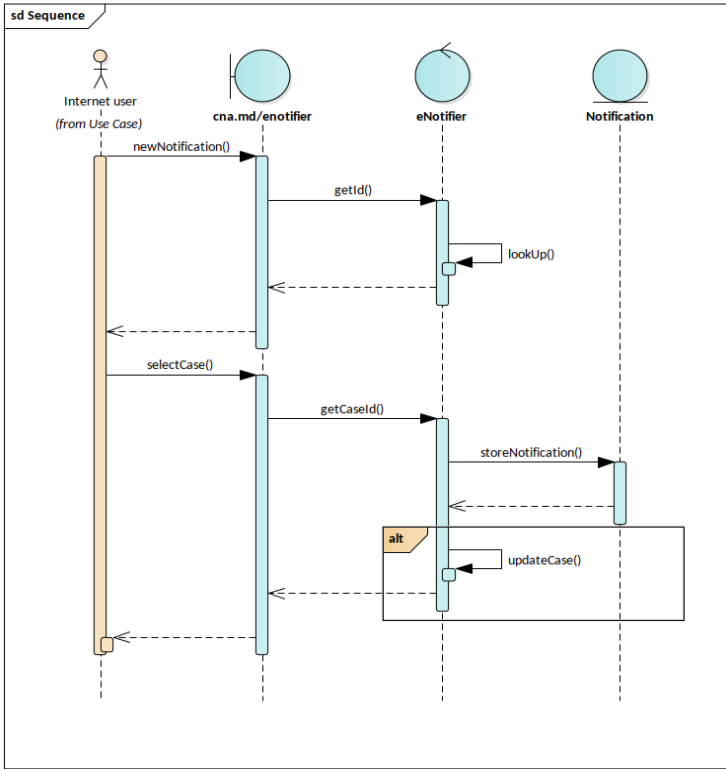 sd Sequence
Internet user
(from Use Case)
cna.md/enotifier
eNotifier
Notification
newNotification()
getId()
lookUp()
selectCase()
getCaseId()
storeNotification()
alt
updateCase()